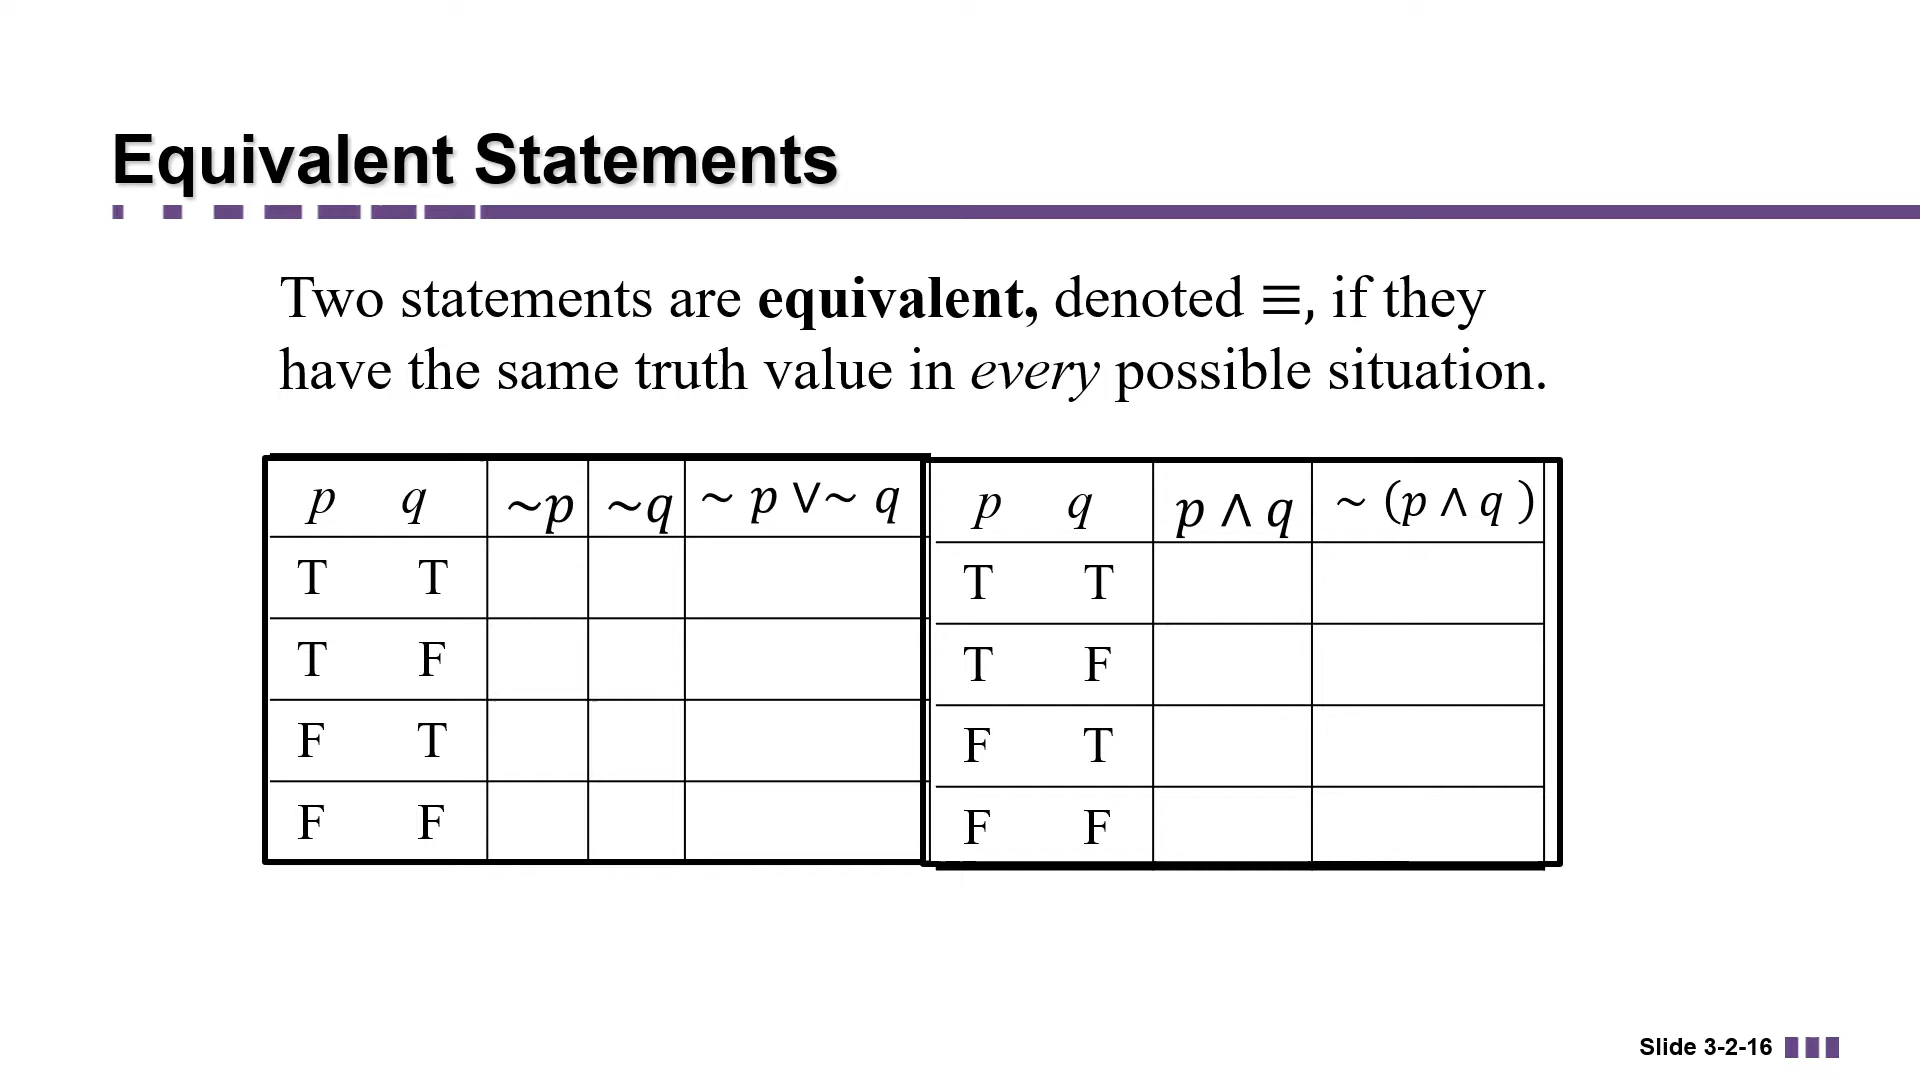 Equivalent Statements
Two statements are equivalent, denoted ≡, if they
have the same truth value in every possible situation.
p q ~p ~q ~ p ∨~ q p q p ∧ q ~ (p ∧ q )
T T T T
T F T F
F T F T
F F F F
Slide 3-2-16